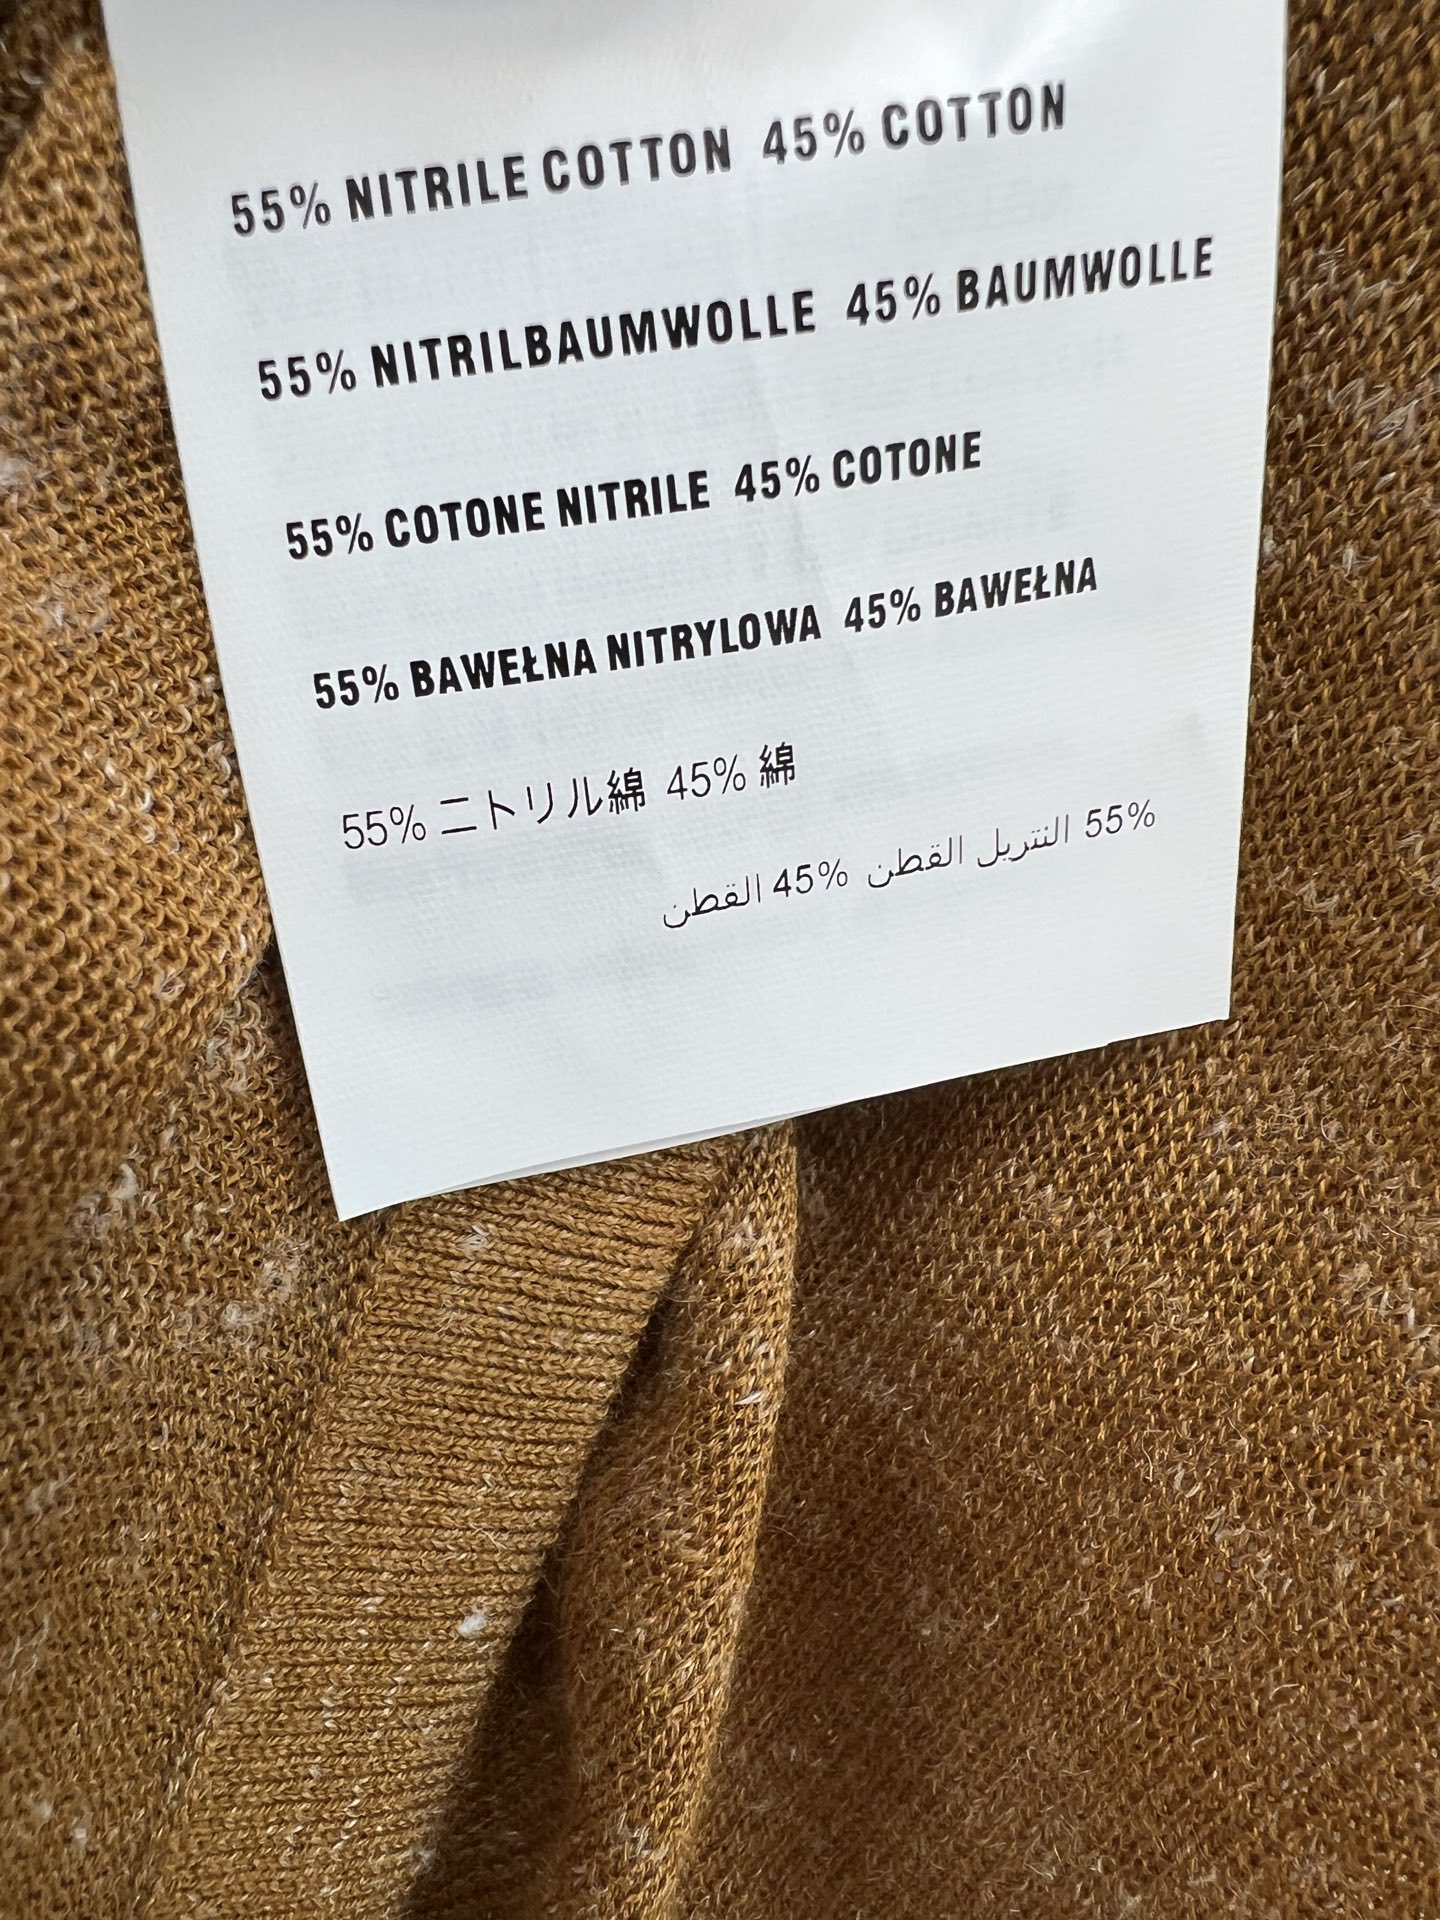 55% NITRILE COTTON 45% COTTON
55% NITRILBAUMWOLLE 45% BAUMWOLLE
55% COTONE NITRILE 45% COTONE
55% BAWEŁNA NITRYLOWA 45% BAWEŁNA
55% ニトリル綿 45% 綿
55% النتريل القطن 45% القطن